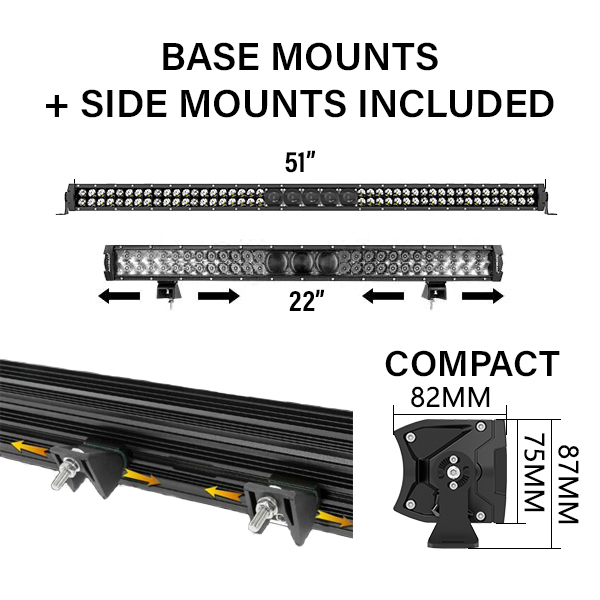 BASE MOUNTS
+ SIDE MOUNTS INCLUDED
51"
22"
COMPACT
82MM
75MM
87MM